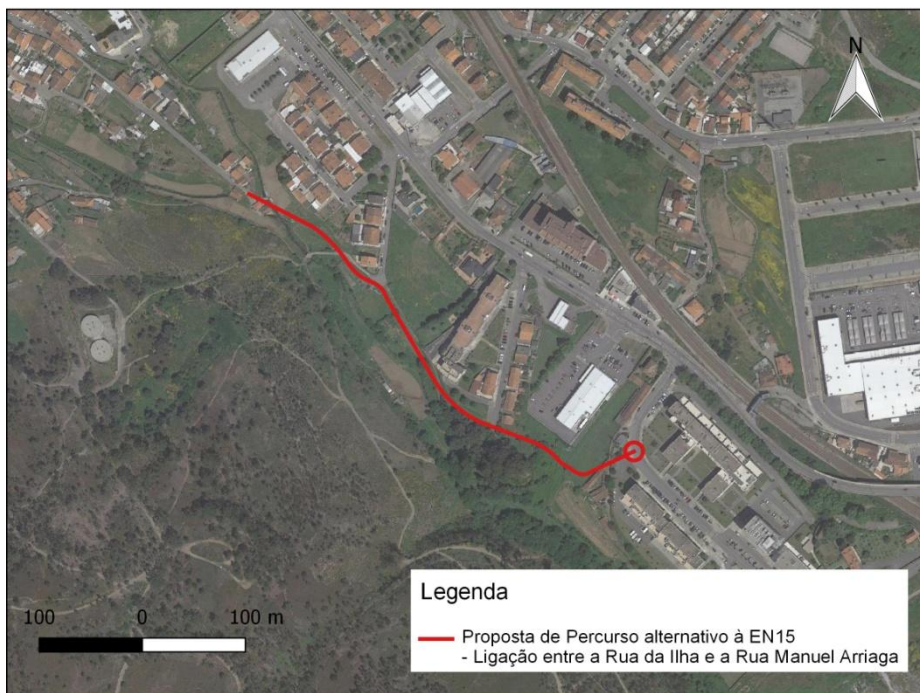 N
Legenda
Proposta de Percurso alternativo à EN15
- Ligação entre a Rua da Ilha e a Rua Manuel Arriaga
100 0 100 m